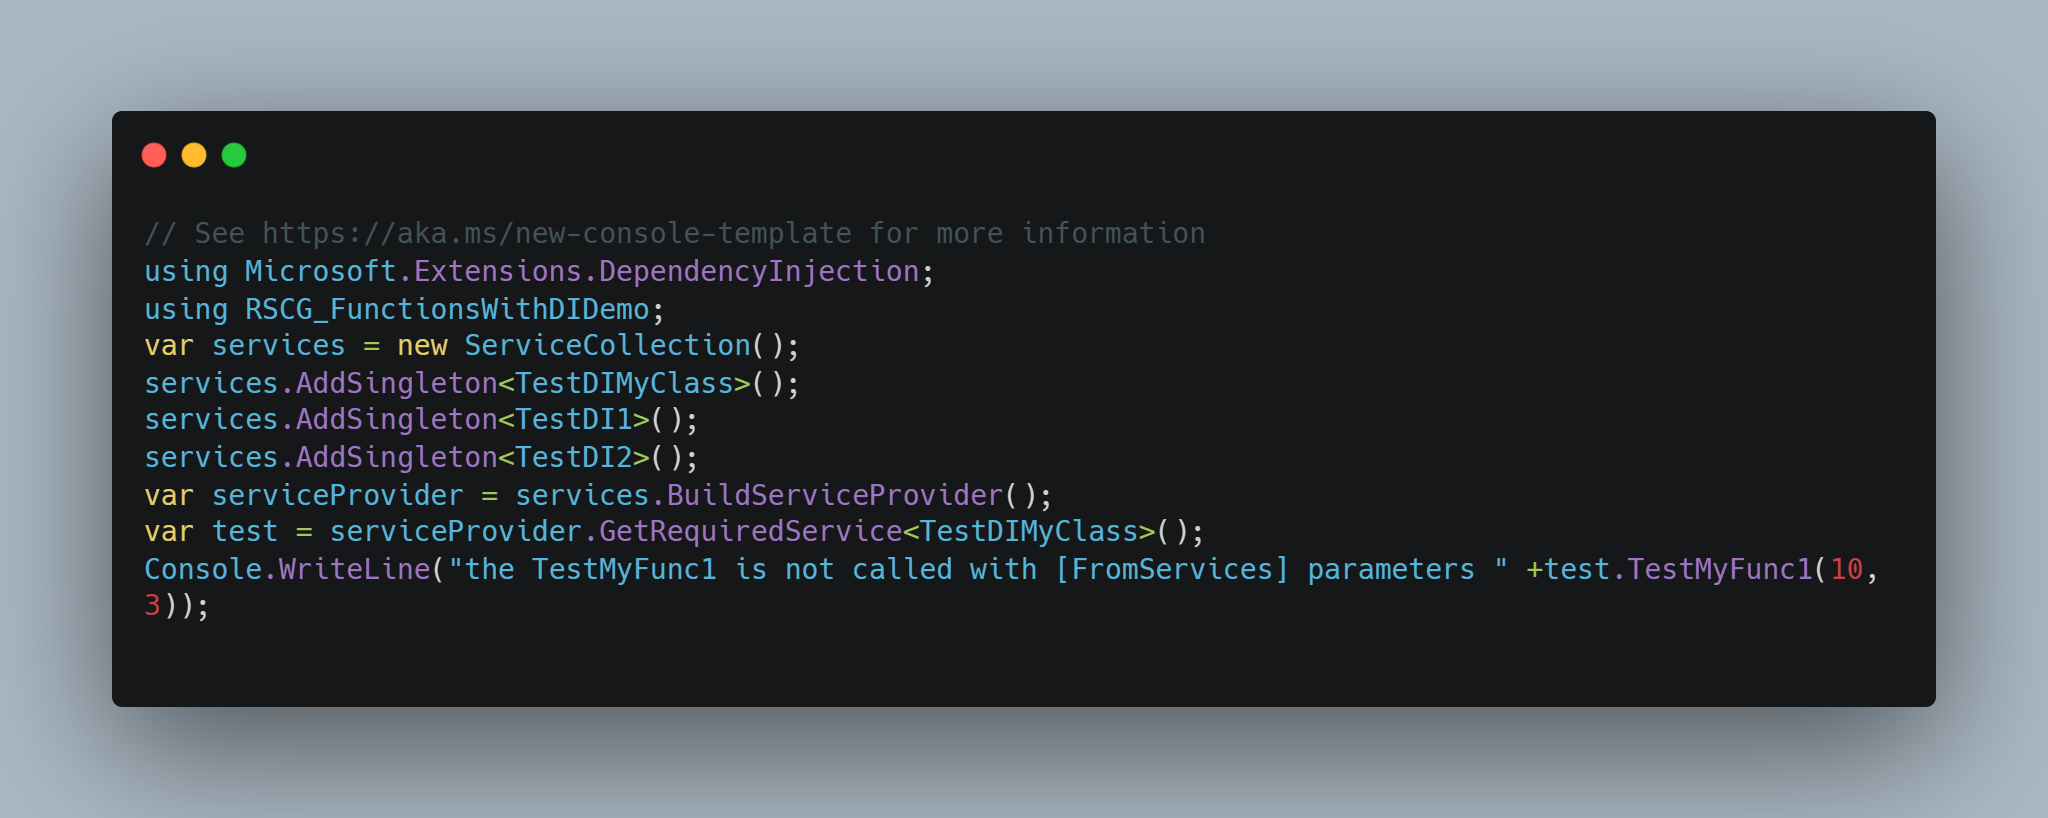 // See https://aka.ms/new-console-template for more information
using Microsoft.Extensions.DependencyInjection;
using RSCG_FunctionsWithDIDemo;
var services = new ServiceCollection();
services.AddSingleton<TestDIMyClass>();
services.AddSingleton<TestDI1>();
services.AddSingleton<TestDI2>();
var serviceProvider = services.BuildServiceProvider();
var test = serviceProvider.GetRequiredService<TestDIMyClass>();
Console.WriteLine("the TestMyFunc1 is not called with [FromServices] parameters " +test.TestMyFunc1(10,
3));